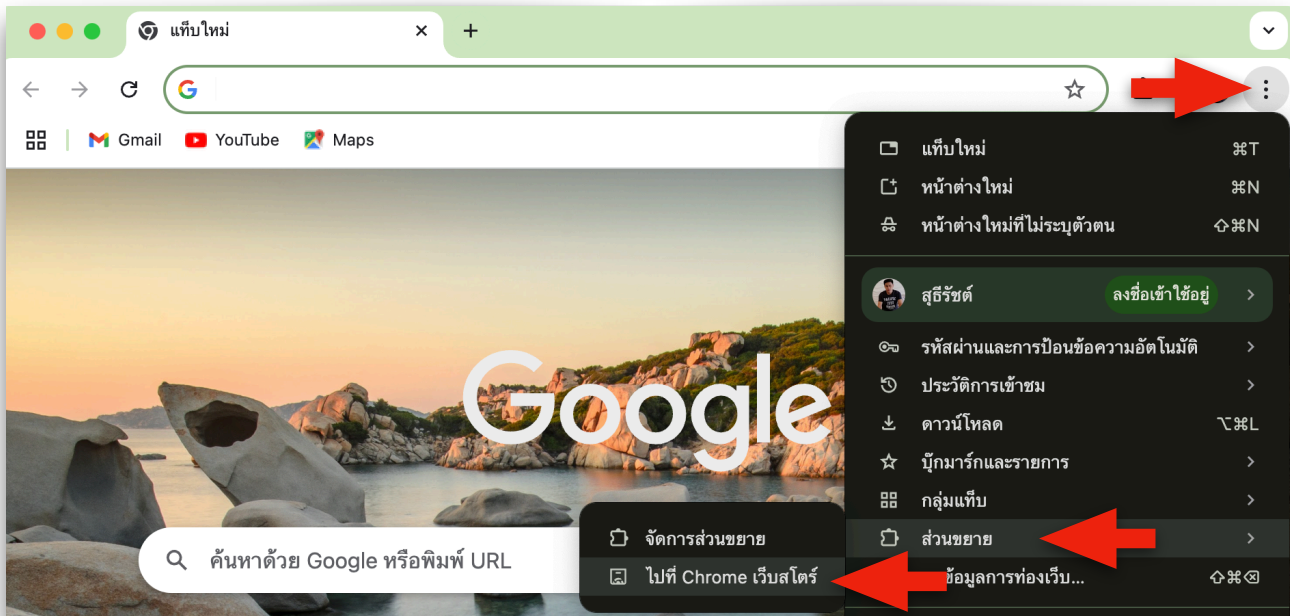 แท็บใหม่
Gmail YouTube Maps
แท็บใหม่ ⌘T
หน้าต่างใหม่ ⌘N
หน้าต่างใหม่ที่ไม่ระบุตัวตน ⇧⌘N
สุธีรัชต์ ลงชื่อเข้าใช้อยู่
รหัสผ่านและการป้อนข้อความอัตโนมัติ
ประวัติการเข้าชม
ดาวน์โหลด ⌥⌘L
บุ๊กมาร์กและรายการ
กลุ่มแท็บ
ส่วนขยาย
ข้อมูลการท่องเว็บ... ⇧⌘⌫
Google
จัดการส่วนขยาย
ไปที่ Chrome เว็บสโตร์
ค้นหาด้วย Google หรือพิมพ์ URL